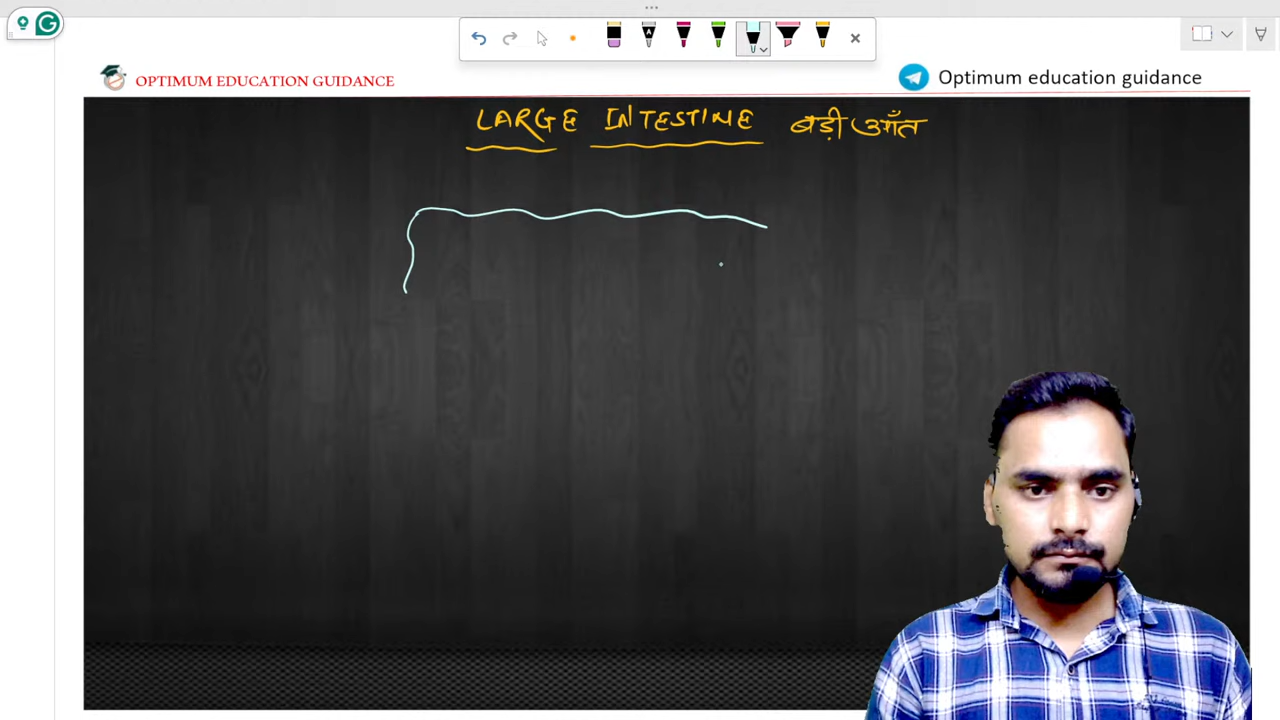 OPTIMUM EDUCATION GUIDANCE
Optimum education guidance
LARGE INTESTINE बड़ी आँत